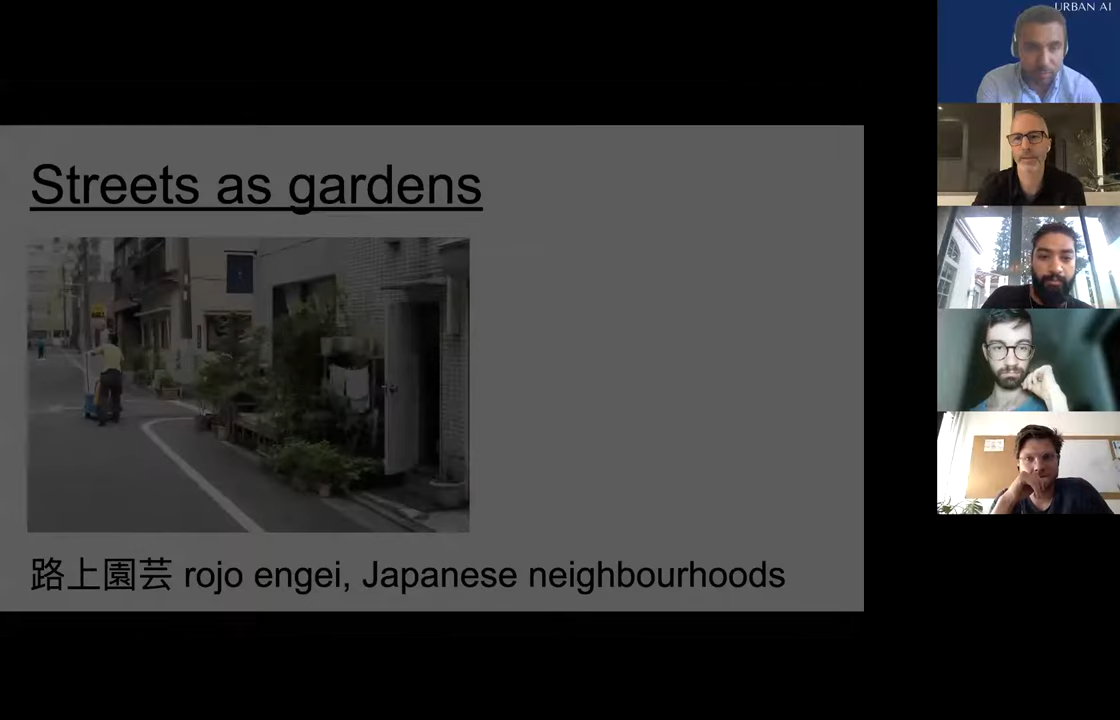 URBAN AI
Streets as gardens
路上園芸 rojo engei, Japanese neighbourhoods